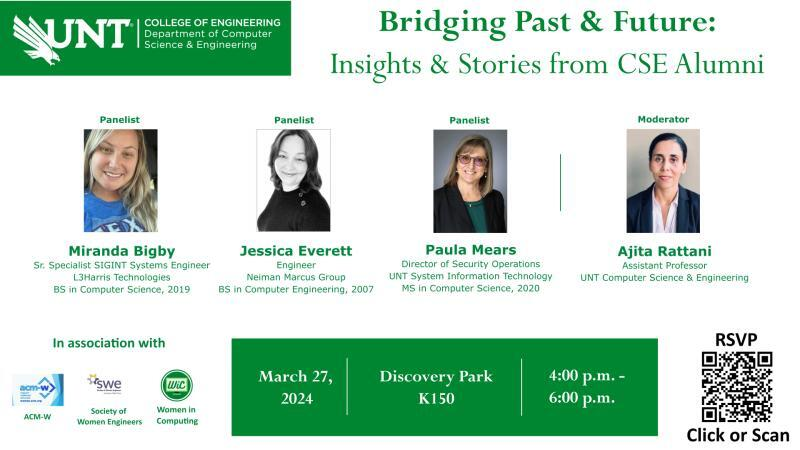 UNT
COLLEGE OF ENGINEERING
Department of Computer
Science & Engineering
Bridging Past & Future:
Insights & Stories from CSE Alumni
Panelist
Miranda Bigby
Sr. Specialist SIGINT Systems Engineer
L3Harris Technologies
BS in Computer Science, 2019
Panelist
Jessica Everett
Engineer
Neiman Marcus Group
BS in Computer Engineering, 2007
Panelist
Paula Mears
Director of Security Operations
UNT System Information Technology
MS in Computer Science, 2020
Moderator
Ajita Rattani
Assistant Professor
UNT Computer Science & Engineering
In association with
acm-w
ACM-W
swe
Society of
Women Engineers
WiC
Women in
Computing
March 27,
2024
Discovery Park
K150
4:00 p.m. -
6:00 p.m.
RSVP
Click or Scan